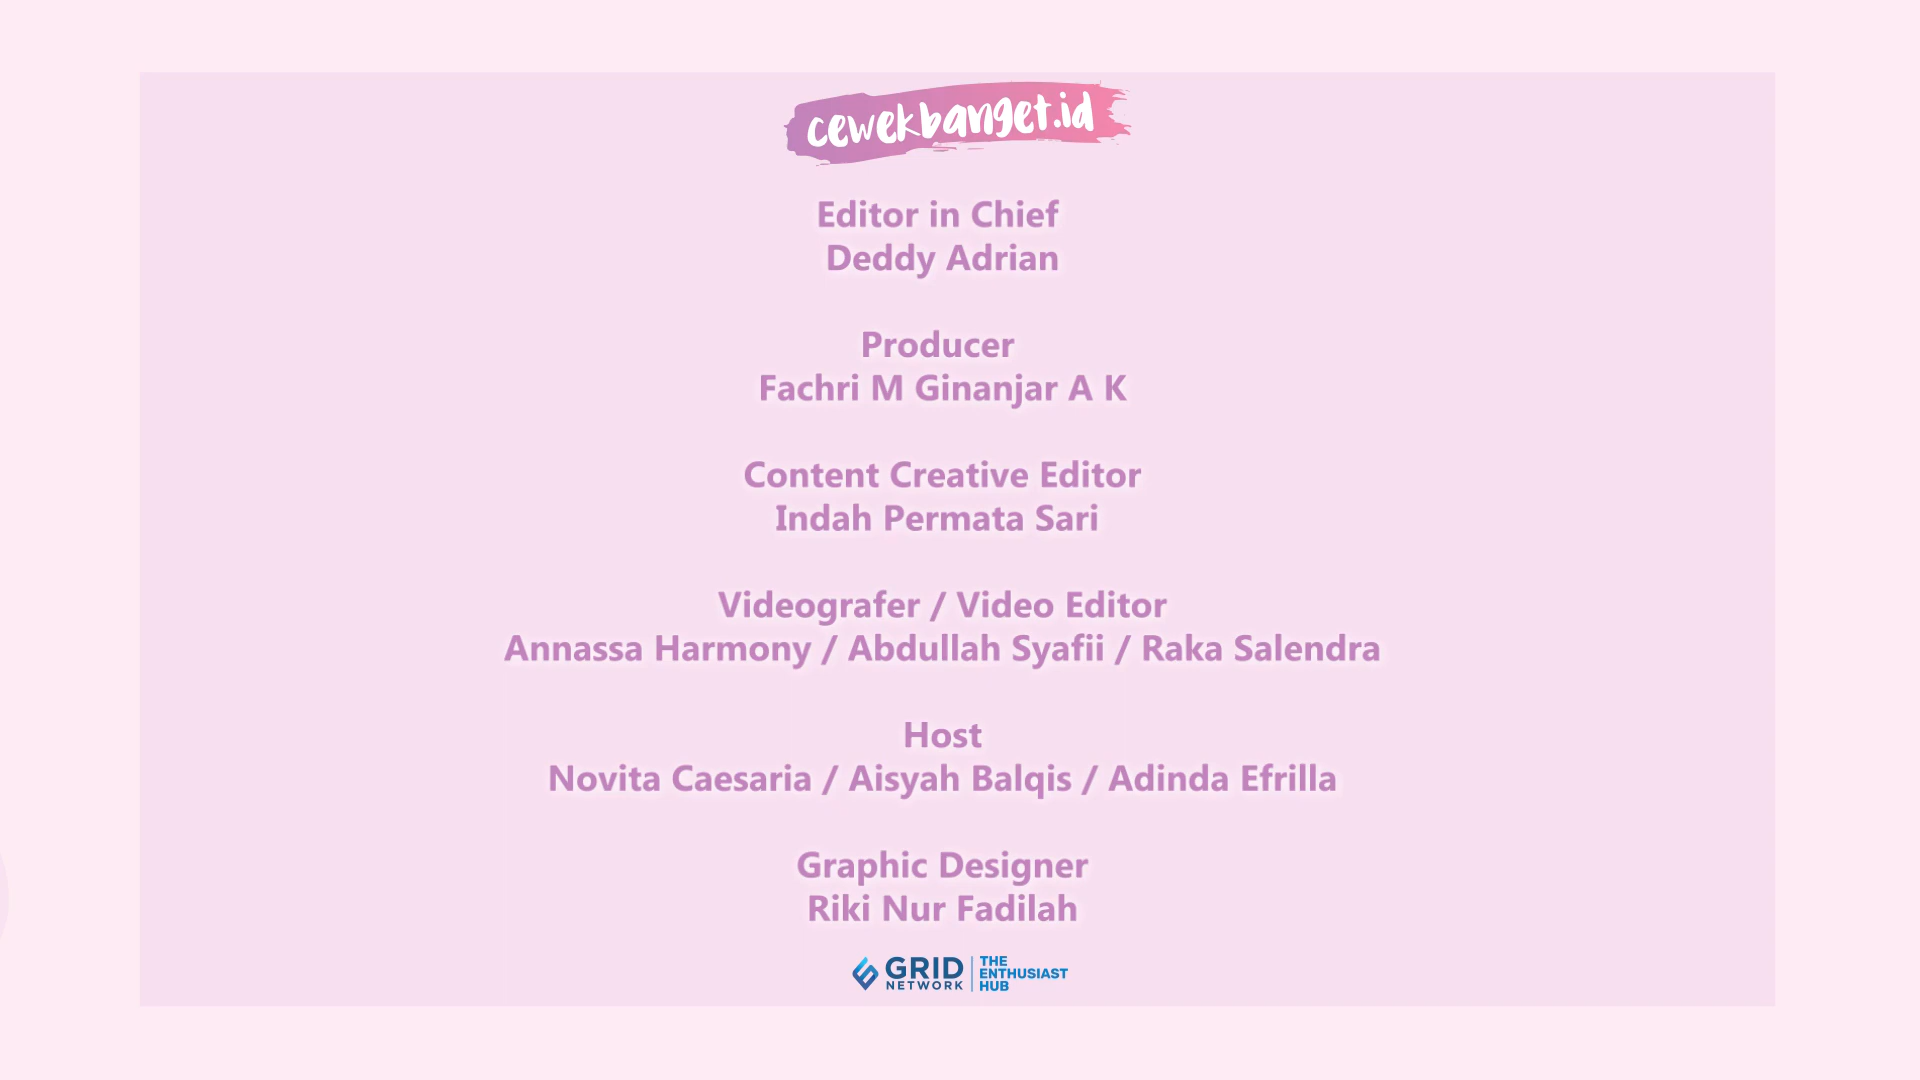 cewekbanget.id
Editor in Chief
Deddy Adrian
Producer
Fachri M Ginanjar A K
Content Creative Editor
Indah Permata Sari
Videografer / Video Editor
Annassa Harmony / Abdullah Syafii / Raka Salendra
Host
Novita Caesaria / Aisyah Balqis / Adinda Efrilla
Graphic Designer
Riki Nur Fadilah
GRID
NETWORK
THE
ENTHUSIAST
HUB